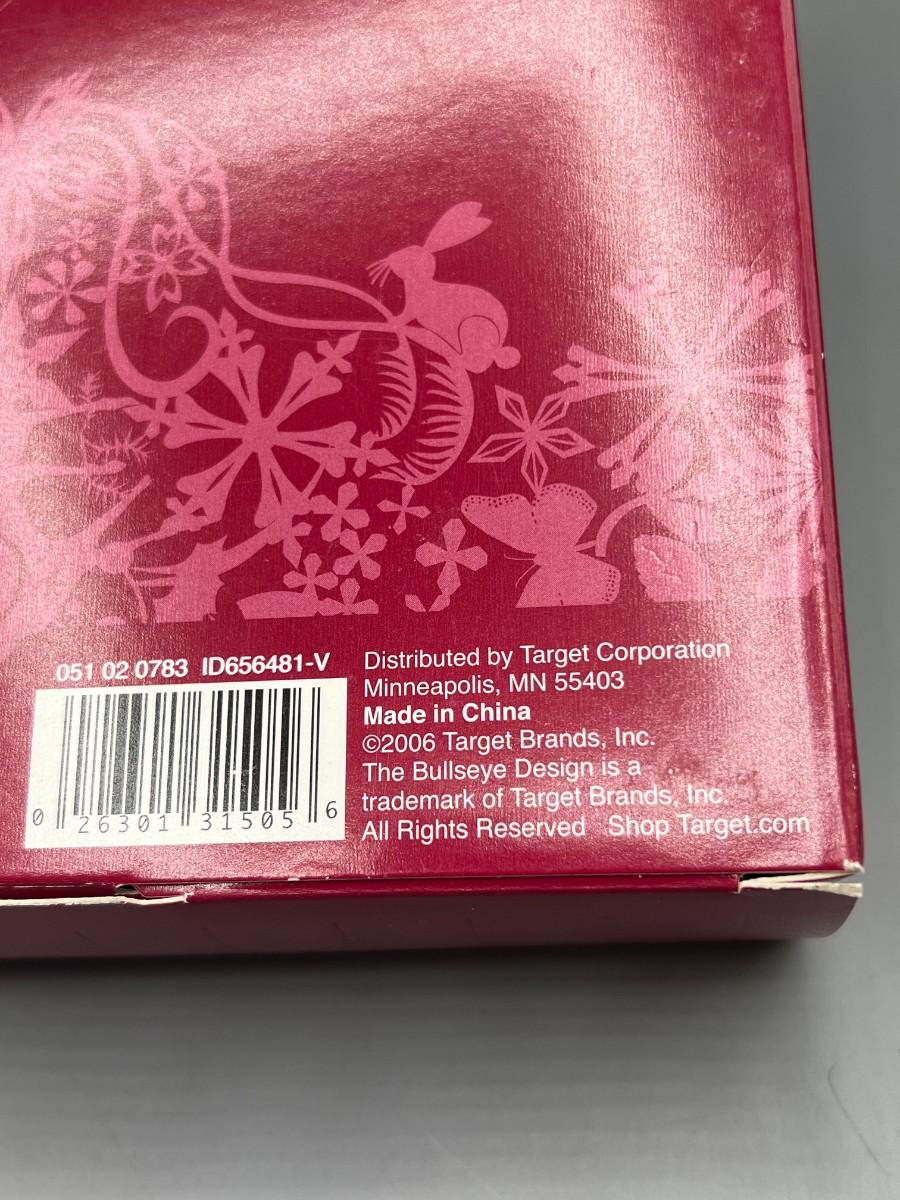 051 02 0783 ID656481-V
0 26301 31505 6
Distributed by Target Corporation
Minneapolis, MN 55403
Made in China
©2006 Target Brands, Inc.
The Bullseye Design is a
trademark of Target Brands, Inc.
All Rights Reserved Shop Target.com